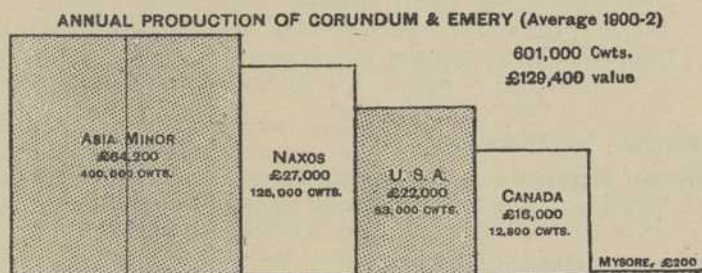 ANNUAL PRODUCTION OF CORUNDUM & EMERY (Average 1900-2)
601,000 Cwts.
£129,400 value
ASIA MINOR
£64,200
400,000 CWTS.
NAXOS
£27,000
125,000 CWTS.
U. S. A.
£22,000
63,000 CWTS.
CANADA
£16,000
12,800 CWTS.
MYSORE, £200